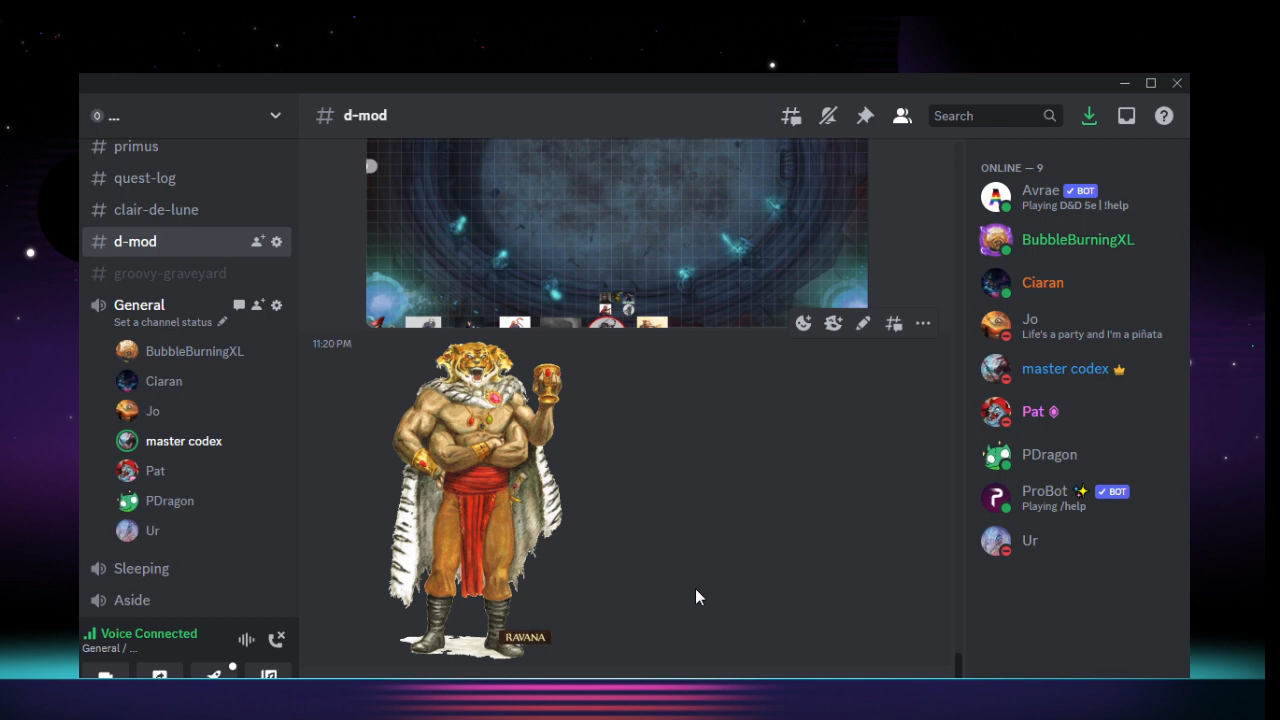 ...
primus
quest-log
clair-de-lune
d-mod
groovy-graveyard
General
Set a channel status
BubbleBurningXL
Ciaran
Jo
master codex
Pat
PDragon
Ur
Sleeping
Aside
Voice Connected
General / ...
d-mod
Search
11:20 PM
RAVANA
ONLINE — 9
Avrae BOT
Playing D&D 5e | !help
BubbleBurningXL
Ciaran
Jo
Life's a party and I'm a piñata
master codex
Pat
PDragon
ProBot ✨ BOT
Playing /help
Ur